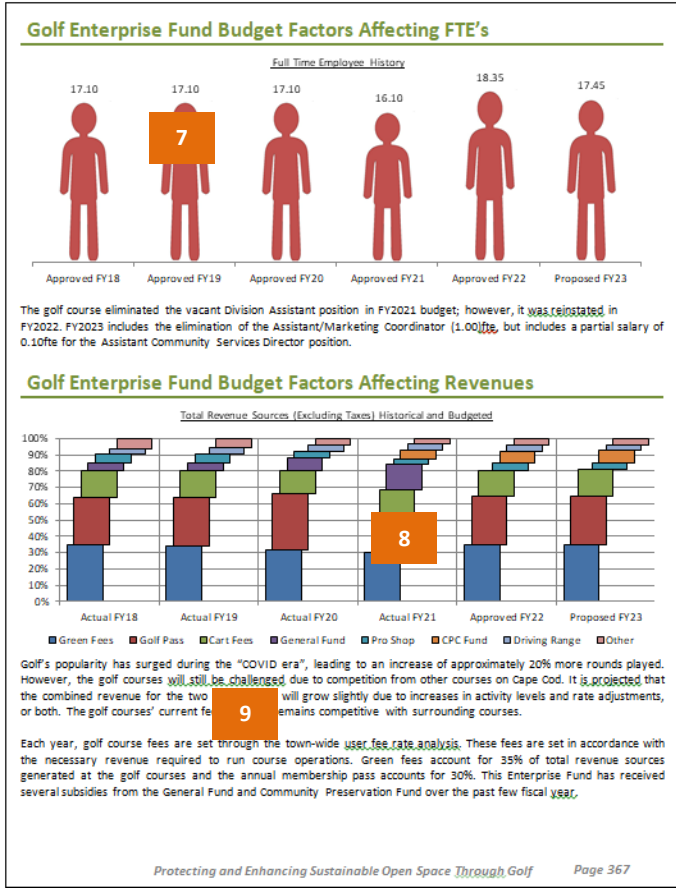 Golf Enterprise Fund Budget Factors Affecting FTE's
Full Time Employee History
17.10
17.10
17.10
16.10
18.35
17.45
7
Approved FY18
Approved FY19
Approved FY20
Approved FY21
Approved FY22
Proposed FY23
The golf course eliminated the vacant Division Assistant position in FY2021 budget; however, it was reinstated in
FY2022. FY2023 includes the elimination of the Assistant/Marketing Coordinator (1.00)fte, but includes a partial salary of
0.10fte for the Assistant Community Services Director position.
Golf Enterprise Fund Budget Factors Affecting Revenues
Total Revenue Sources (Excluding Taxes) Historical and Budgeted
100%
90%
80%
70%
60%
50%
40%
30%
20%
10%
0%
8
Actual FY18
Actual FY19
Actual FY20
Actual FY21
Approved FY22
Proposed FY23
Green Fees
Golf Pass
Cart Fees
General Fund
Pro Shop
CPC Fund
Driving Range
Other
Golf's popularity has surged during the "COVID era", leading to an increase of approximately 20% more rounds played.
However, the golf courses will still be challenged due to competition from other courses on Cape Cod. It is projected that
the combined revenue for the two will grow slightly due to increases in activity levels and rate adjustments,
or both. The golf courses' current remains competitive with surrounding courses.
9
Each year, golf course fees are set through the town-wide user fee rate analysis. These fees are set in accordance with
the necessary revenue required to run course operations. Green fees account for 35% of total revenue sources
generated at the golf courses and the annual membership pass accounts for 30%. This Enterprise Fund has received
several subsidies from the General Fund and Community Preservation Fund over the past few fiscal year.
Protecting and Enhancing Sustainable Open Space Through Golf Page 367